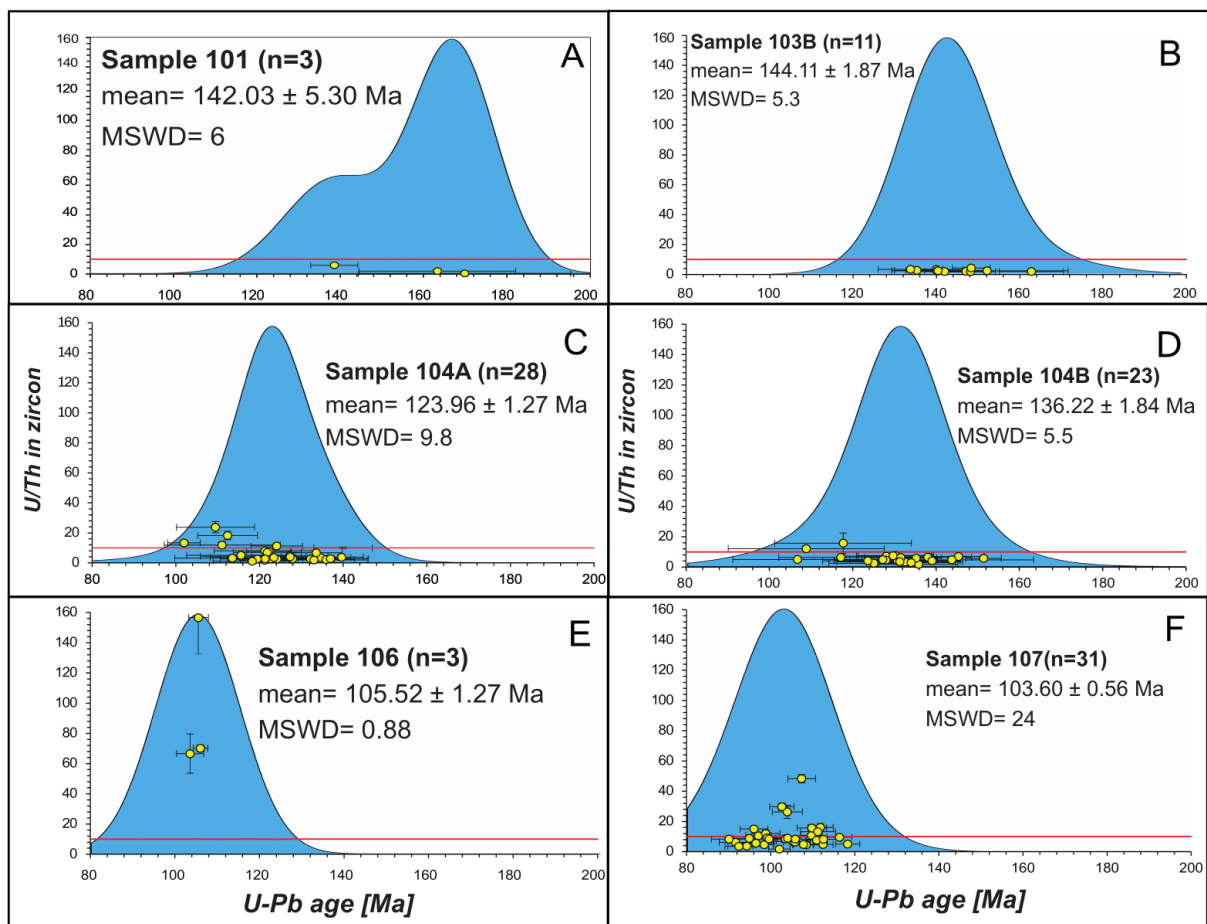 A
Sample 101 (n=3)
mean= 142.03 ± 5.30 Ma
MSWD= 6
160
140
120
100
80
60
40
20
0
80 100 120 140 160 180 200
B
Sample 103B (n=11)
mean= 144.11 ± 1.87 Ma
MSWD= 5.3
160
140
120
100
80
60
40
20
0
80 100 120 140 160 180 200
C
Sample 104A (n=28)
mean= 123.96 ± 1.27 Ma
MSWD= 9.8
U/Th in zircon
160
140
120
100
80
60
40
20
0
80 100 120 140 160 180 200
D
Sample 104B (n=23)
mean= 136.22 ± 1.84 Ma
MSWD= 5.5
U/Th in zircon
160
140
120
100
80
60
40
20
0
80 100 120 140 160 180 200
E
Sample 106 (n=3)
mean= 105.52 ± 1.27 Ma
MSWD= 0.88
160
140
120
100
80
60
40
20
0
80 100 120 140 160 180 200
U-Pb age [Ma]
F
Sample 107(n=31)
mean= 103.60 ± 0.56 Ma
MSWD= 24
160
140
120
100
80
60
40
20
0
80 100 120 140 160 180 200
U-Pb age [Ma]